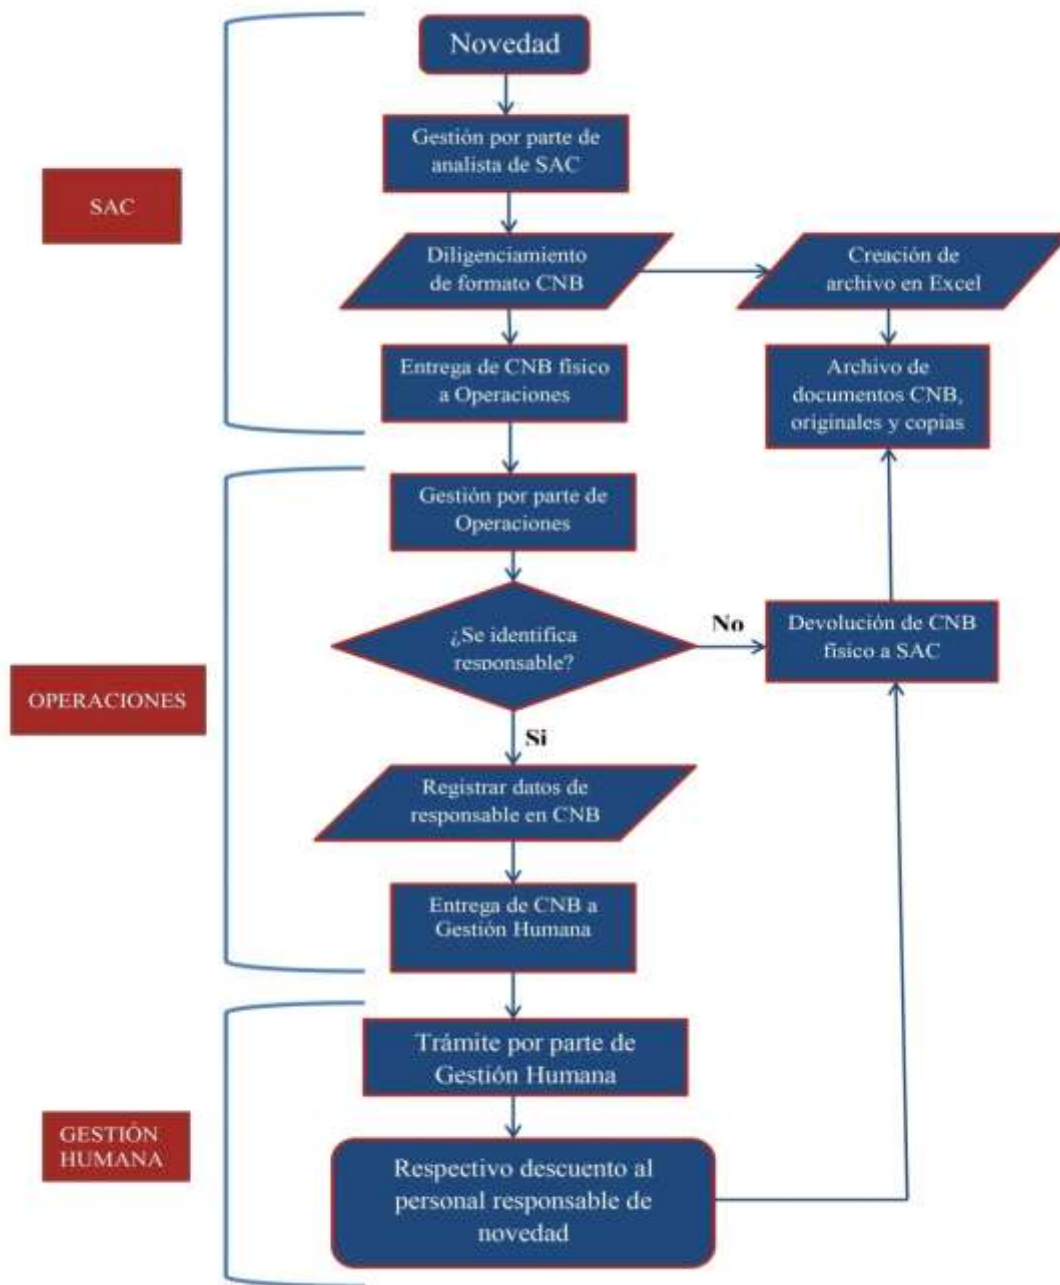 Novedad
Gestión por parte de
analista de SAC
SAC
Diligenciamiento
de formato CNB
Creación de
archivo en Excel
Entrega de CNB físico
a Operaciones
Archivo de
documentos CNB,
originales y copias
Gestión por parte de
Operaciones
¿Se identifica
responsable?
No
Devolución de CNB
físico a SAC
OPERACIONES
Si
Registrar datos de
responsable en CNB
Entrega de CNB a
Gestión Humana
Trámite por parte de
Gestión Humana
GESTIÓN
HUMANA
Respectivo descuento al
personal responsable de
novedad